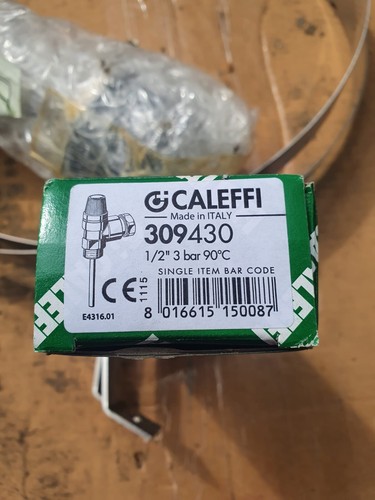 CALEFFI
Made in ITALY
309430
1/2" 3 bar 90°C
SINGLE ITEM BAR CODE
CE
1115
E4316.01
8 016615 150087